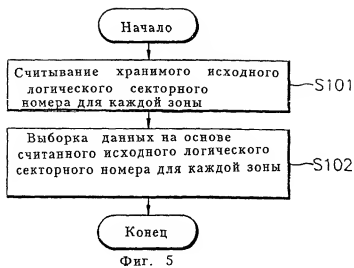 Начало
Считывание хранимого исходного
логического секторного
номера для каждой зоны
S101
Выборка данных на основе
считанного исходного логического
секторного номера для каждой зоны
S102
Конец
Фиг. 5